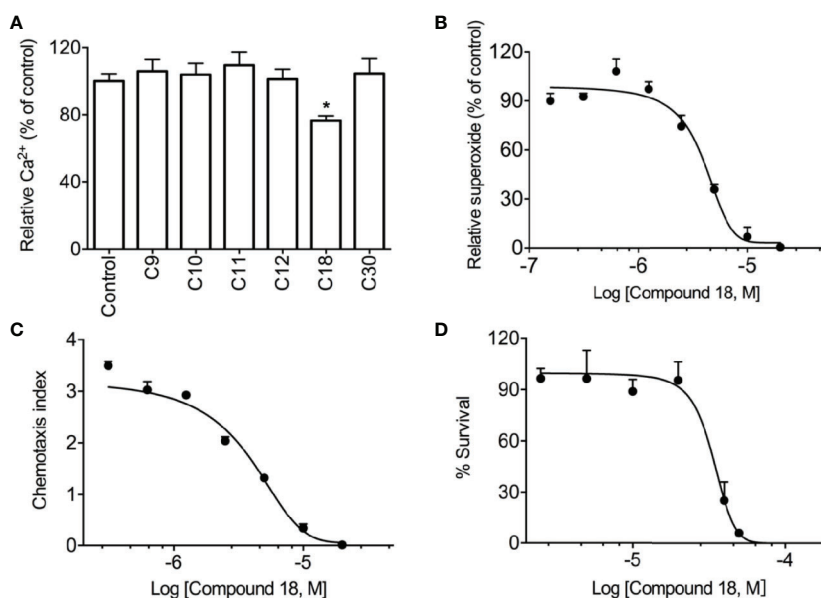 A
Relative Ca2+ (% of control)
120
80
40
0
*
Control
C9
C10
C11
C12
C18
C30
B
Relative superoxide (% of control)
120
90
60
30
0
-7
-6
-5
Log [Compound 18, M]
C
Chemotaxis index
4
3
2
1
0
-6
-5
Log [Compound 18, M]
D
% Survival
120
90
60
30
0
-5
-4
Log [Compound 18, M]